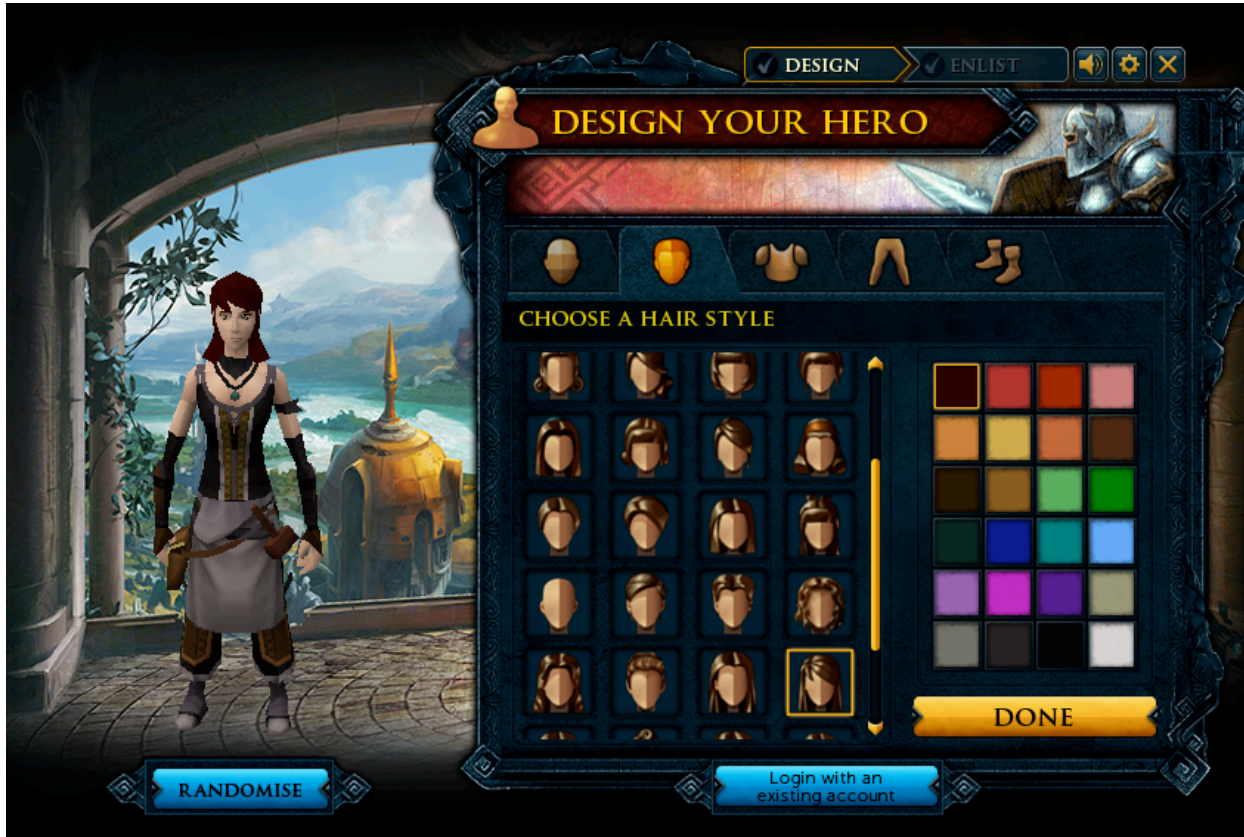 DESIGN
ENLIST
DESIGN YOUR HERO
CHOOSE A HAIR STYLE
DONE
RANDOMISE
Login with an
existing account